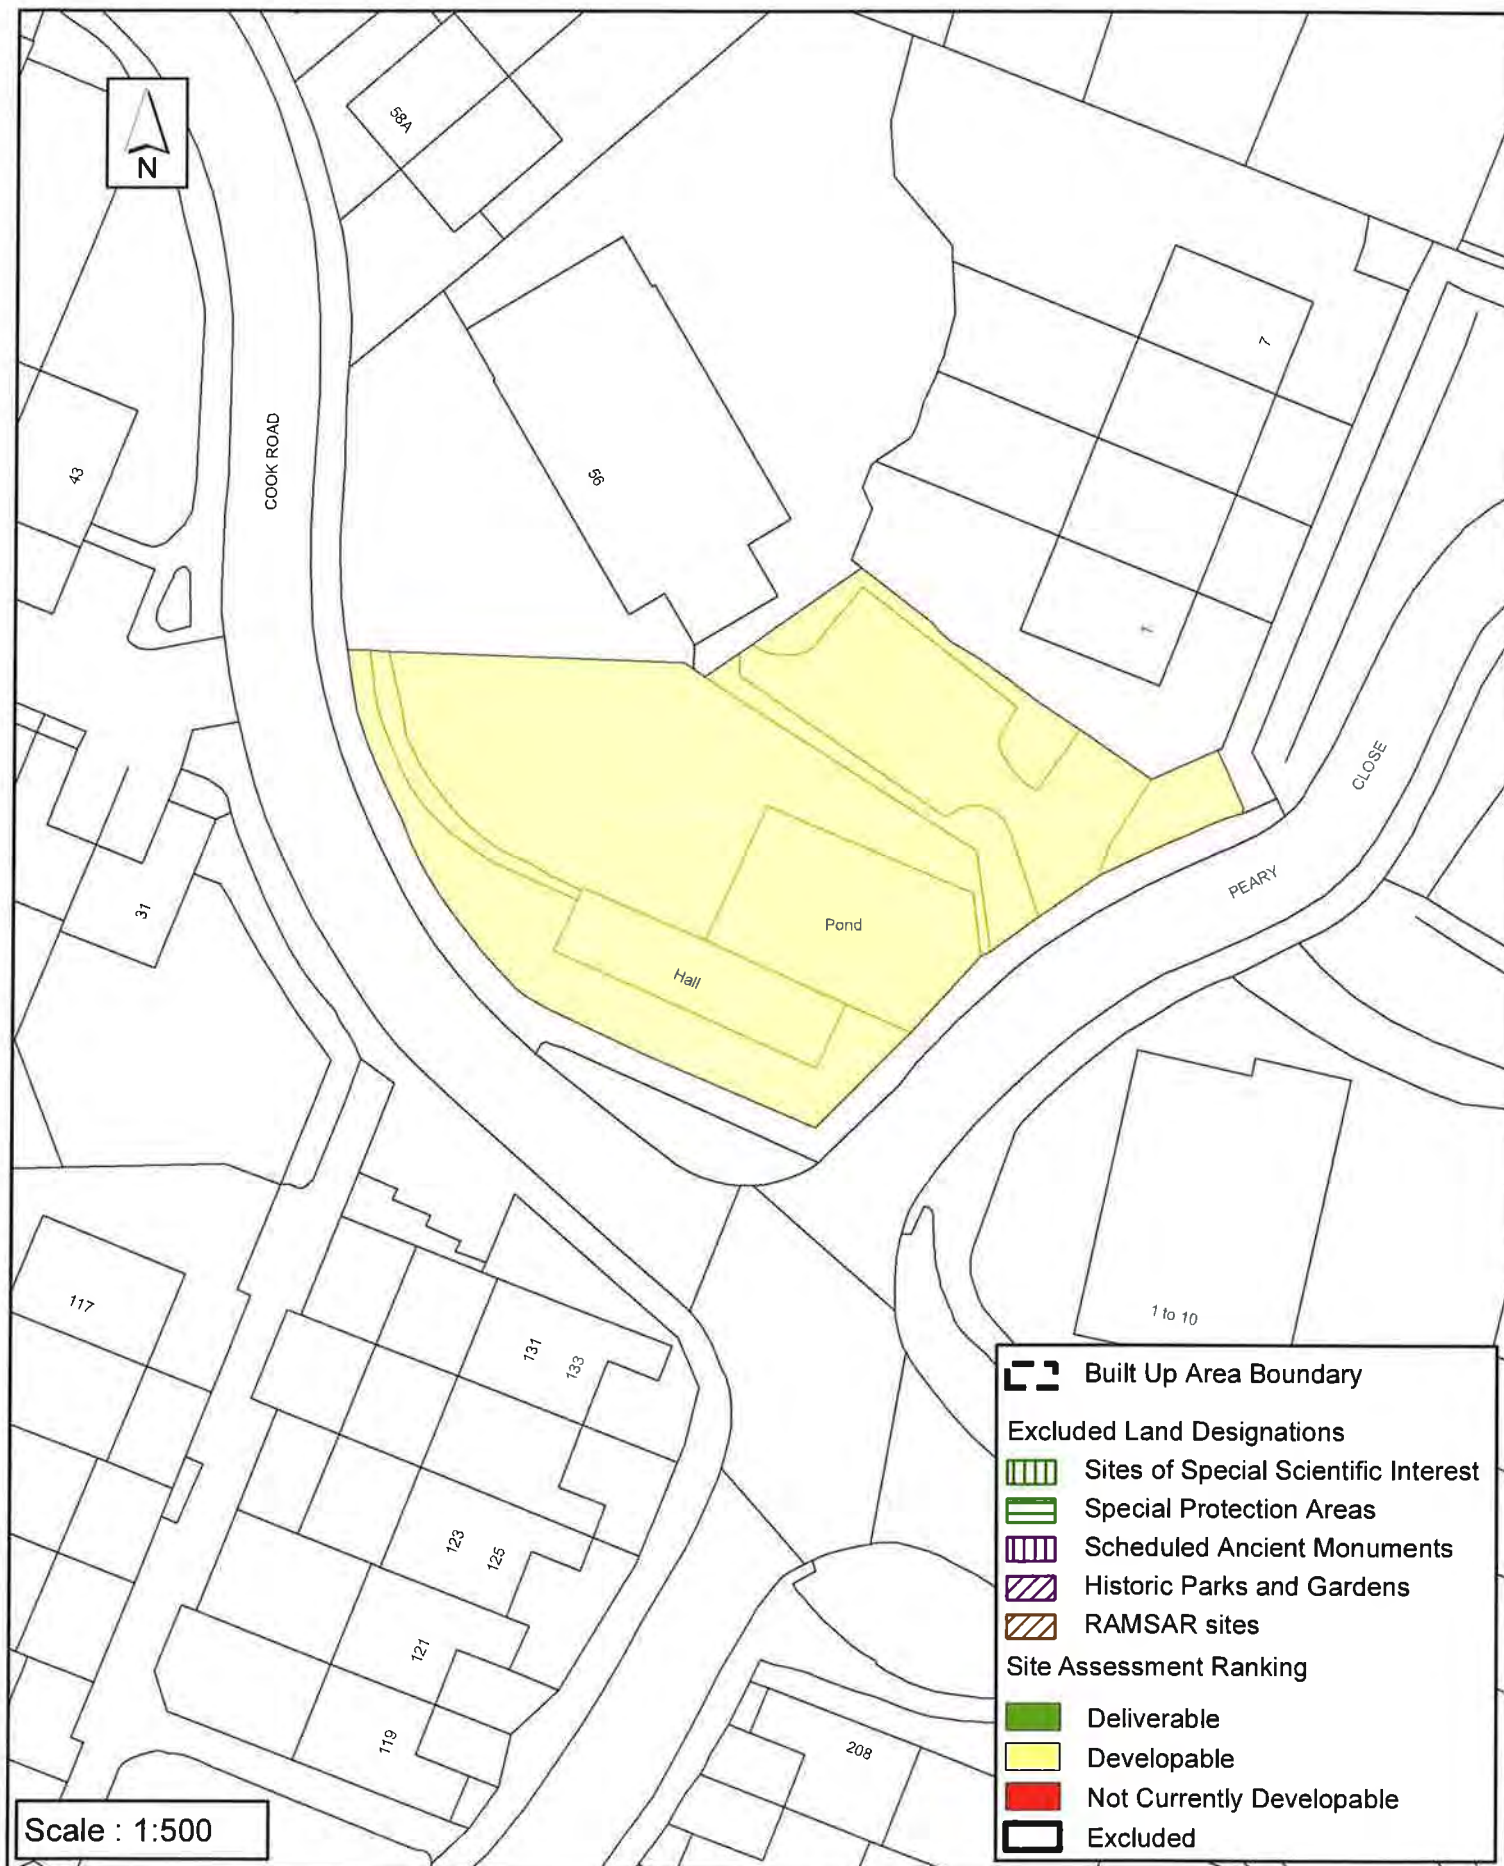 58A
N
7
COOK ROAD
43
56
1
CLOSE
PEARY
31
Pond
Hall
117
131
133
1 to 10
123
125
121
119
208
Built Up Area Boundary
Excluded Land Designations
Sites of Special Scientific Interest
Special Protection Areas
Scheduled Ancient Monuments
Historic Parks and Gardens
RAMSAR sites
Site Assessment Ranking
Deliverable
Developable
Not Currently Developable
Excluded
Scale : 1:500